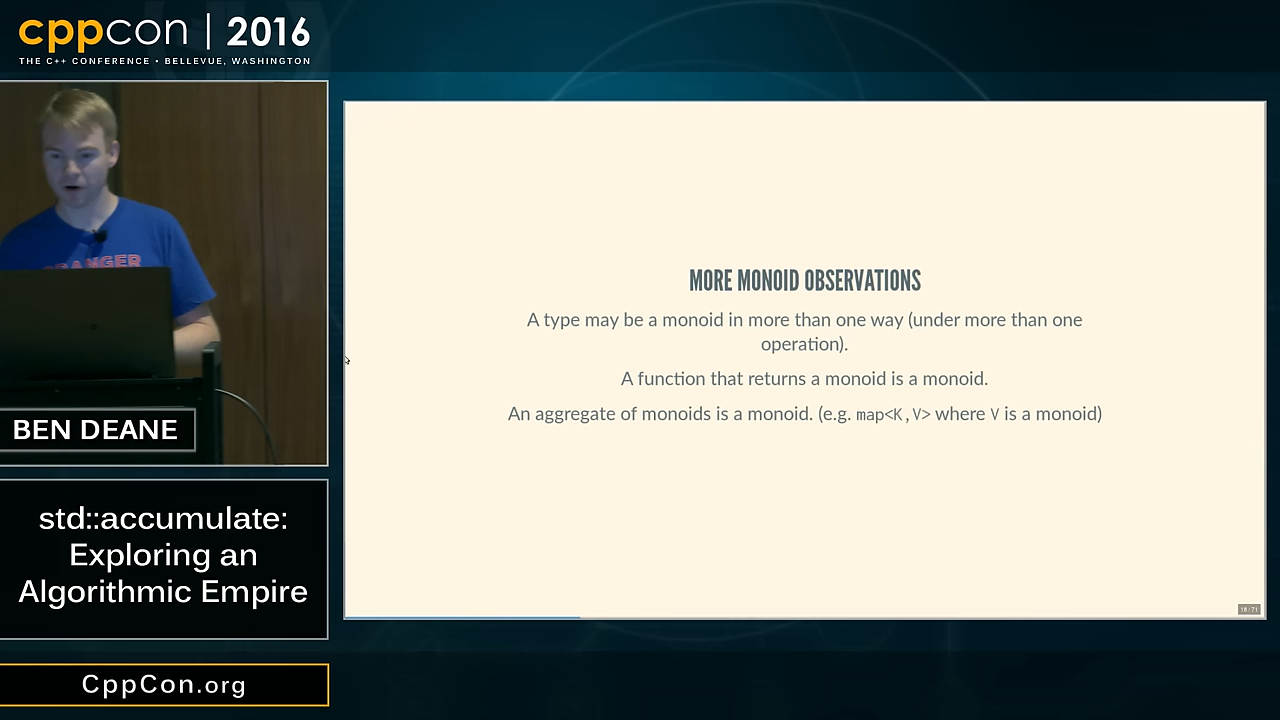 cppcon | 2016
THE C++ CONFERENCE • BELLEVUE, WASHINGTON
BEN DEANE
std::accumulate:
Exploring an
Algorithmic Empire
CppCon.org
MORE MONOID OBSERVATIONS
A type may be a monoid in more than one way (under more than one
operation).
A function that returns a monoid is a monoid.
An aggregate of monoids is a monoid. (e.g. map<K,V> where V is a monoid)
18 / 71